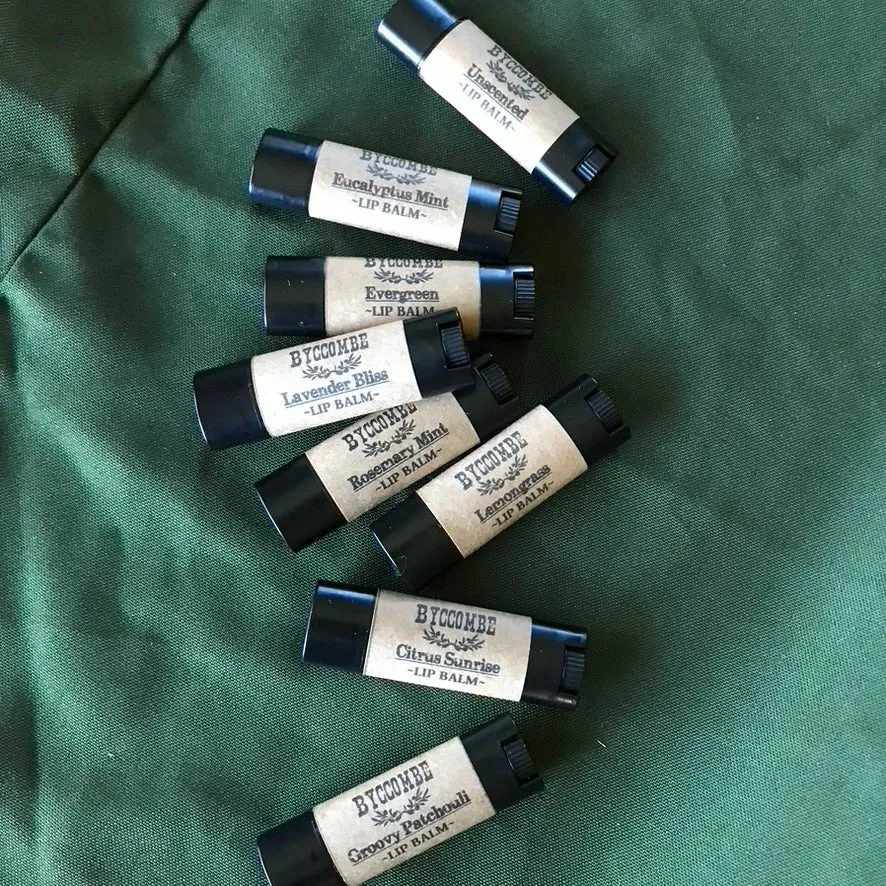 BYCCOMBE
Unscented
~LIP BALM~
BYCCOMBE
Eucalyptus Mint
~LIP BALM~
BYCCOMBE
Evergreen
~LIP BALM
BYCCOMBE
Lavender Bliss
~LIP BALM~
BYCCOMBE
Rosemary Mint
~LIP BALM~
BYCCOMBE
Lemongrass
~LIP BALM~
BYCCOMBE
Citrus Sunrise
~LIP BALM~
BYCCOMBE
Groovy Patchouli
~LIP BALM~